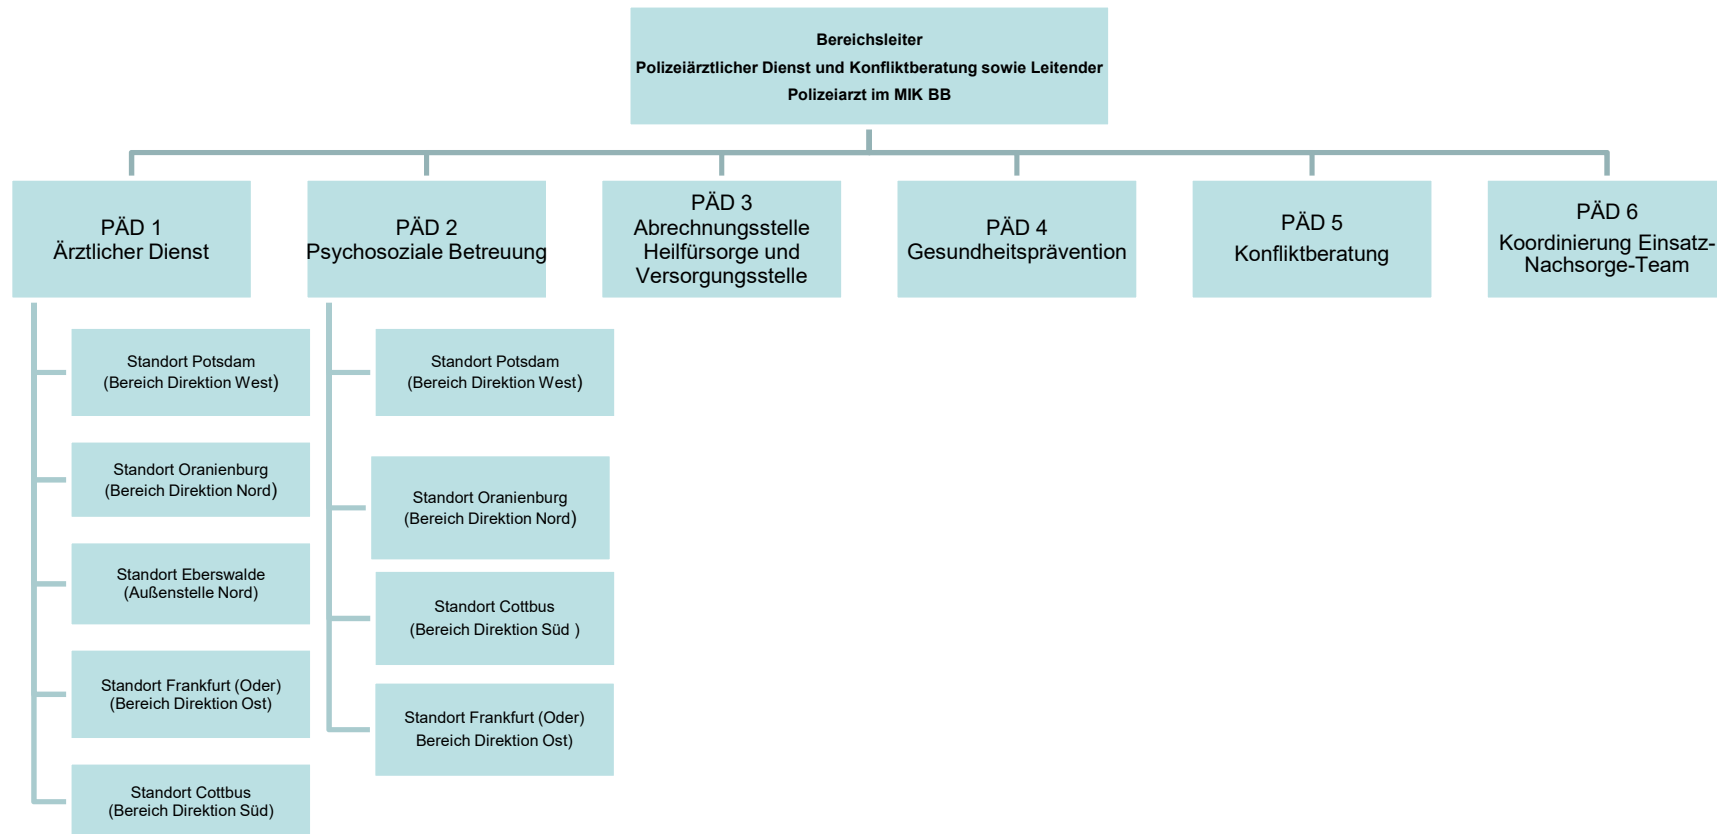 Bereichsleiter
Polizeiärztlicher Dienst und Konfliktberatung sowie Leitender
Polizeiarzt im MIK BB
PÄD 1
Ärztlicher Dienst
PÄD 2
Psychosoziale Betreuung
PÄD 3
Abrechnungsstelle
Heilfürsorge und
Versorgungsstelle
PÄD 4
Gesundheitsprävention
PÄD 5
Konfliktberatung
PÄD 6
Koordinierung Einsatz-
Nachsorge-Team
Standort Potsdam
(Bereich Direktion West)
Standort Oranienburg
(Bereich Direktion Nord)
Standort Eberswalde
(Außenstelle Nord)
Standort Frankfurt (Oder)
(Bereich Direktion Ost)
Standort Cottbus
(Bereich Direktion Süd)
Standort Potsdam
(Bereich Direktion West)
Standort Oranienburg
(Bereich Direktion Nord)
Standort Cottbus
(Bereich Direktion Süd )
Standort Frankfurt (Oder)
Bereich Direktion Ost)